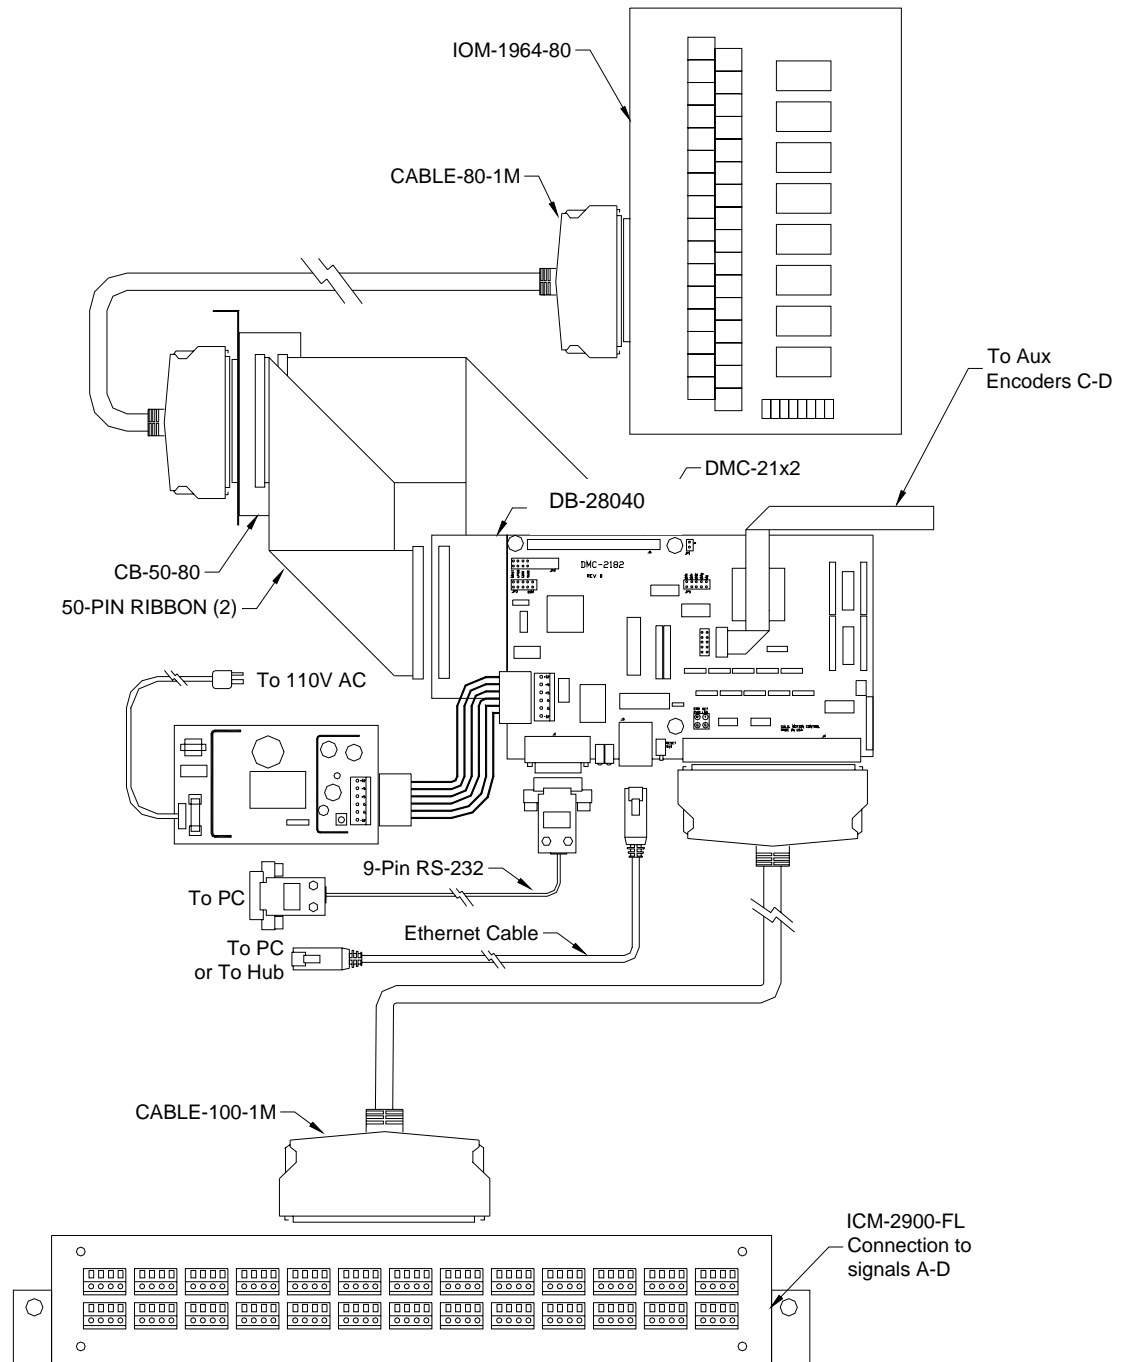 IOM-1964-80
CABLE-80-1M
To Aux
Encoders C-D
DMC-21x2
DB-28040
CB-50-80
50-PIN RIBBON (2)
DMC-2182
REV B
To 110V AC
9-Pin RS-232
To PC
Ethernet Cable
To PC
or To Hub
CABLE-100-1M
ICM-2900-FL
Connection to
signals A-D